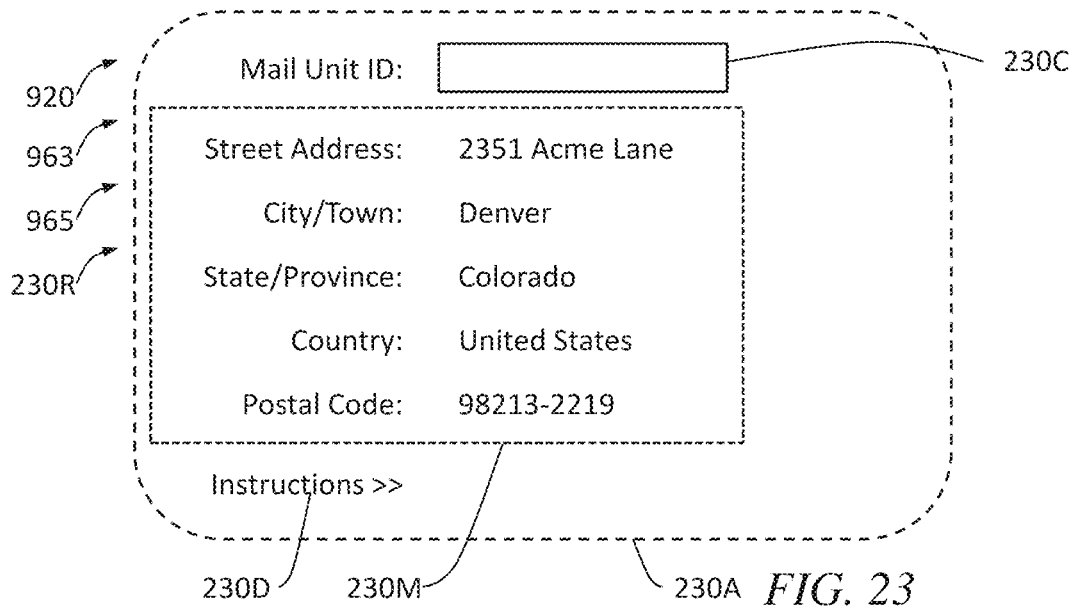 Mail Unit ID: 230C
920
963 Street Address: 2351 Acme Lane
965 City/Town: Denver
230R State/Province: Colorado
Country: United States
Postal Code: 98213-2219
Instructions >>
230D 230M 230A FIG. 23